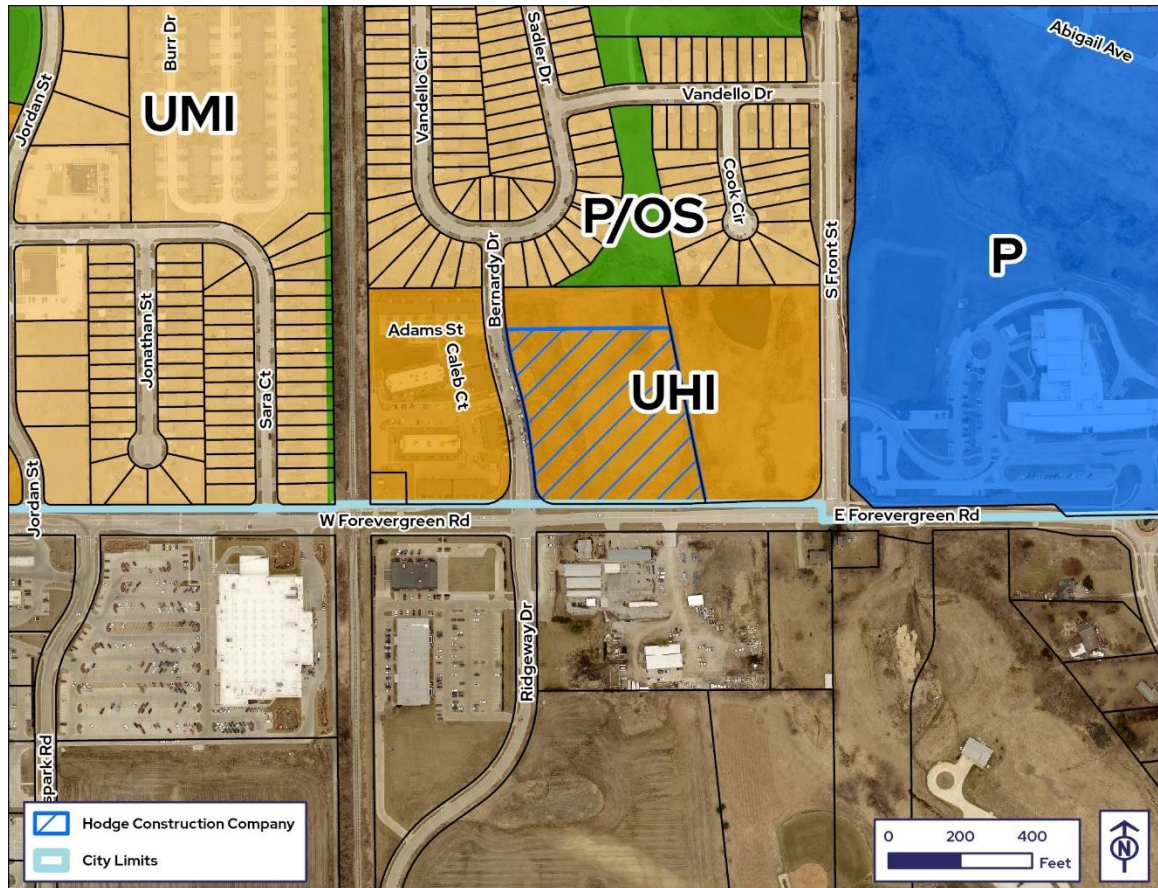 Burr Dr
Jordan St
UMI
Vandello Cir
Sadler Dr
Abigail Ave
Vandello Dr
Cook Cir
P/OS
P
S Front St
Bernardy Dr
Adams St
Caleb Ct
UHI
Jonathan St
Sara Ct
Jordan St
W Forevergreen Rd
E Forevergreen Rd
Ridgeway Dr
spark Rd
Hodge Construction Company
City Limits
0 200 400
Feet
N